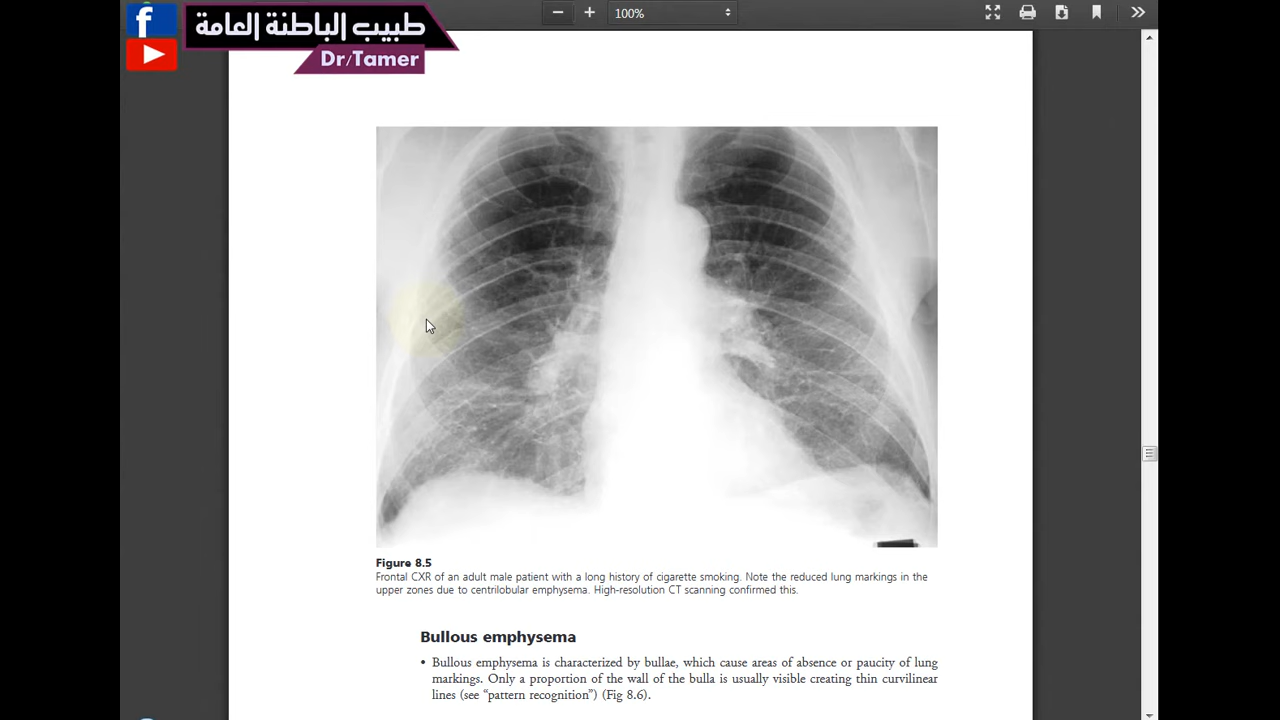 طبيب الباطنة العامة
Dr/Tamer
100%
Figure 8.5
Frontal CXR of an adult male patient with a long history of cigarette smoking. Note the reduced lung markings in the
upper zones due to centrilobular emphysema. High-resolution CT scanning confirmed this.
Bullous emphysema
• Bullous emphysema is characterized by bullae, which cause areas of absence or paucity of lung
markings. Only a proportion of the wall of the bulla is usually visible creating thin curvilinear
lines (see “pattern recognition”) (Fig 8.6).